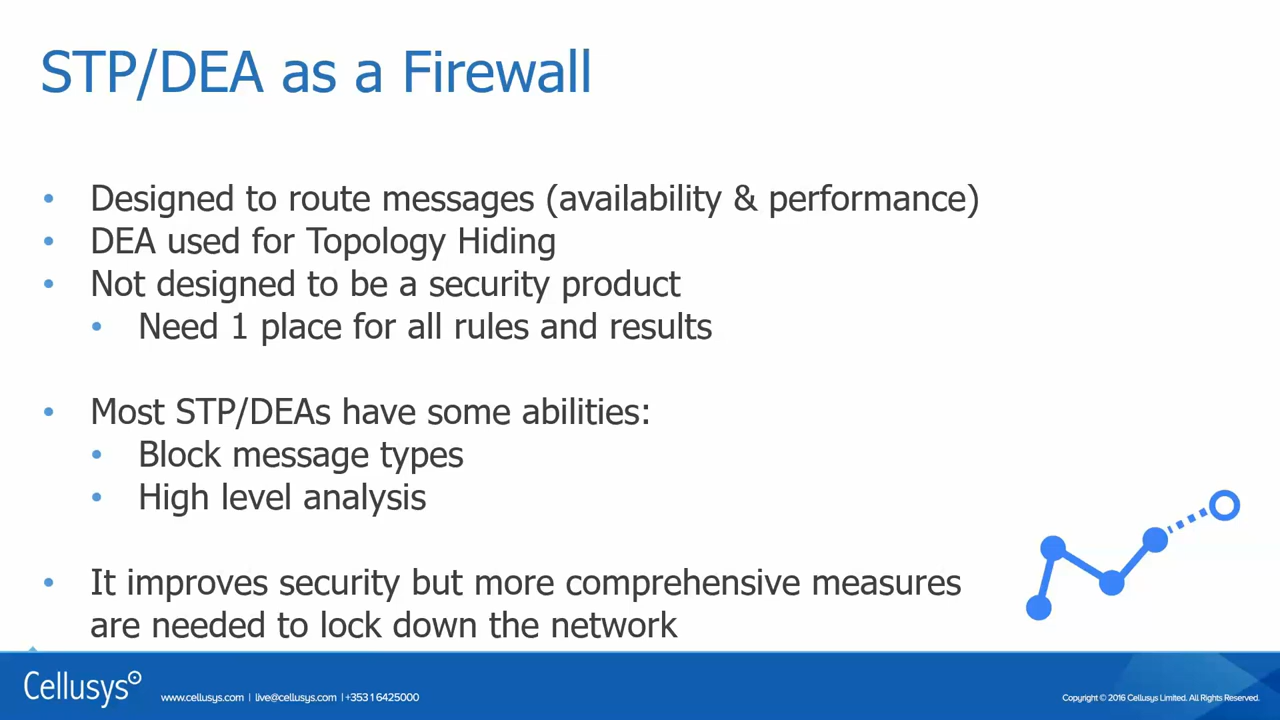 STP/DEA as a Firewall
• Designed to route messages (availability & performance)
• DEA used for Topology Hiding
• Not designed to be a security product
• Need 1 place for all rules and results
• Most STP/DEAs have some abilities:
• Block message types
• High level analysis
• It improves security but more comprehensive measures
are needed to lock down the network
Cellusys
www.cellusys.com | live@cellusys.com | +353 1 6425000
Copyright © 2016 Cellusys Limited. All Rights Reserved.